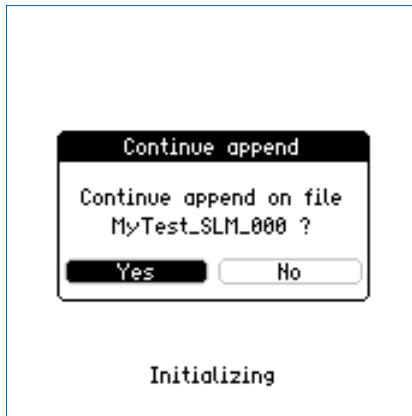 Continue append
Continue append on file
MyTest_SLM_000 ?
Yes No
Initializing